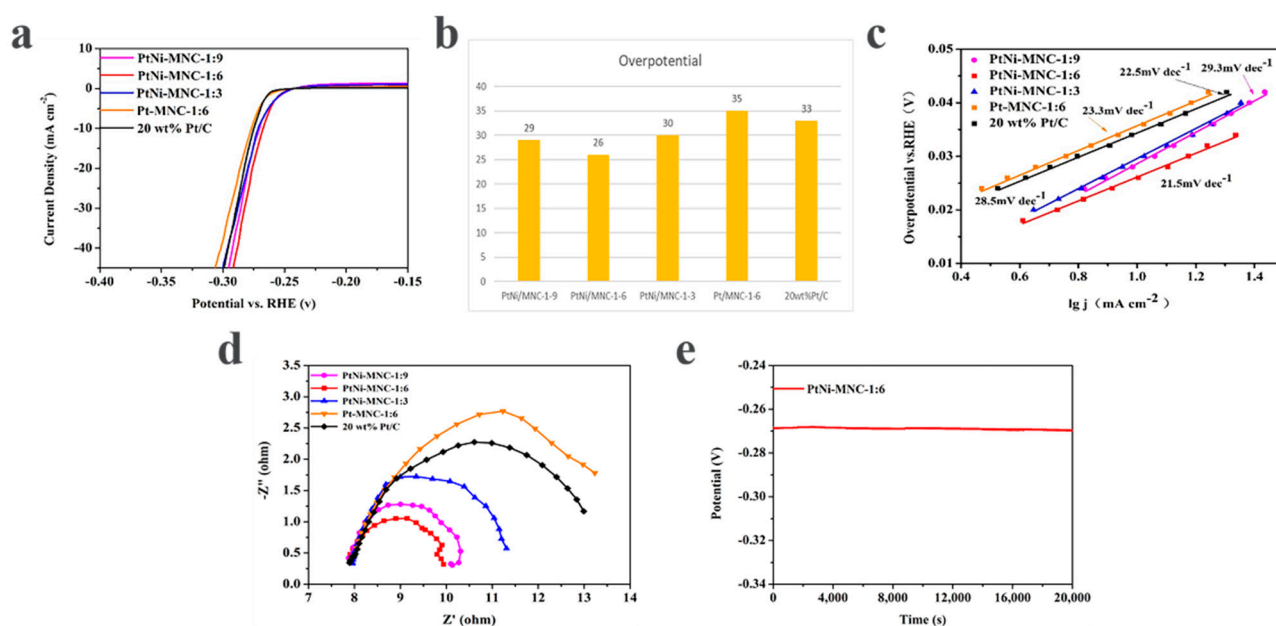 a
PtNi-MNC-1:9
PtNi-MNC-1:6
PtNi-MNC-1:3
Pt-MNC-1:6
20 wt% Pt/C
10
0
-10
-20
-30
-40
Current Density (mA cm-2)
-0.40
-0.35
-0.30
-0.25
-0.20
-0.15
Potential vs. RHE (v)
b
Overpotential
40
35
30
25
20
15
10
5
0
29
26
30
35
33
PtNi/MNC-1-9
PtNi/MNC-1-6
PtNi/MNC-1-3
Pt/MNC-1-6
20wt%Pt/C
c
PtNi-MNC-1:9
PtNi-MNC-1:6
PtNi-MNC-1:3
Pt-MNC-1:6
20 wt% Pt/C
22.5mV dec-1
29.3mV dec-1
23.3mV dec-1
28.5mV dec-1
21.5mV dec-1
0.05
0.04
0.03
0.02
0.01
Overpotential vs.RHE (V)
0.4
0.6
0.8
1.0
1.2
1.4
lg j（mA cm-2）
d
PtNi-MNC-1:9
PtNi-MNC-1:6
PtNi-MNC-1:3
Pt-MNC-1:6
20 wt% Pt/C
3.5
3.0
2.5
2.0
1.5
1.0
0.5
0.0
-Z'' (ohm)
7
8
9
10
11
12
13
14
Z' (ohm)
e
PtNi-MNC-1:6
-0.24
-0.26
-0.28
-0.30
-0.32
-0.34
Potential (V)
0
4,000
8,000
12,000
16,000
20,000
Time (s)